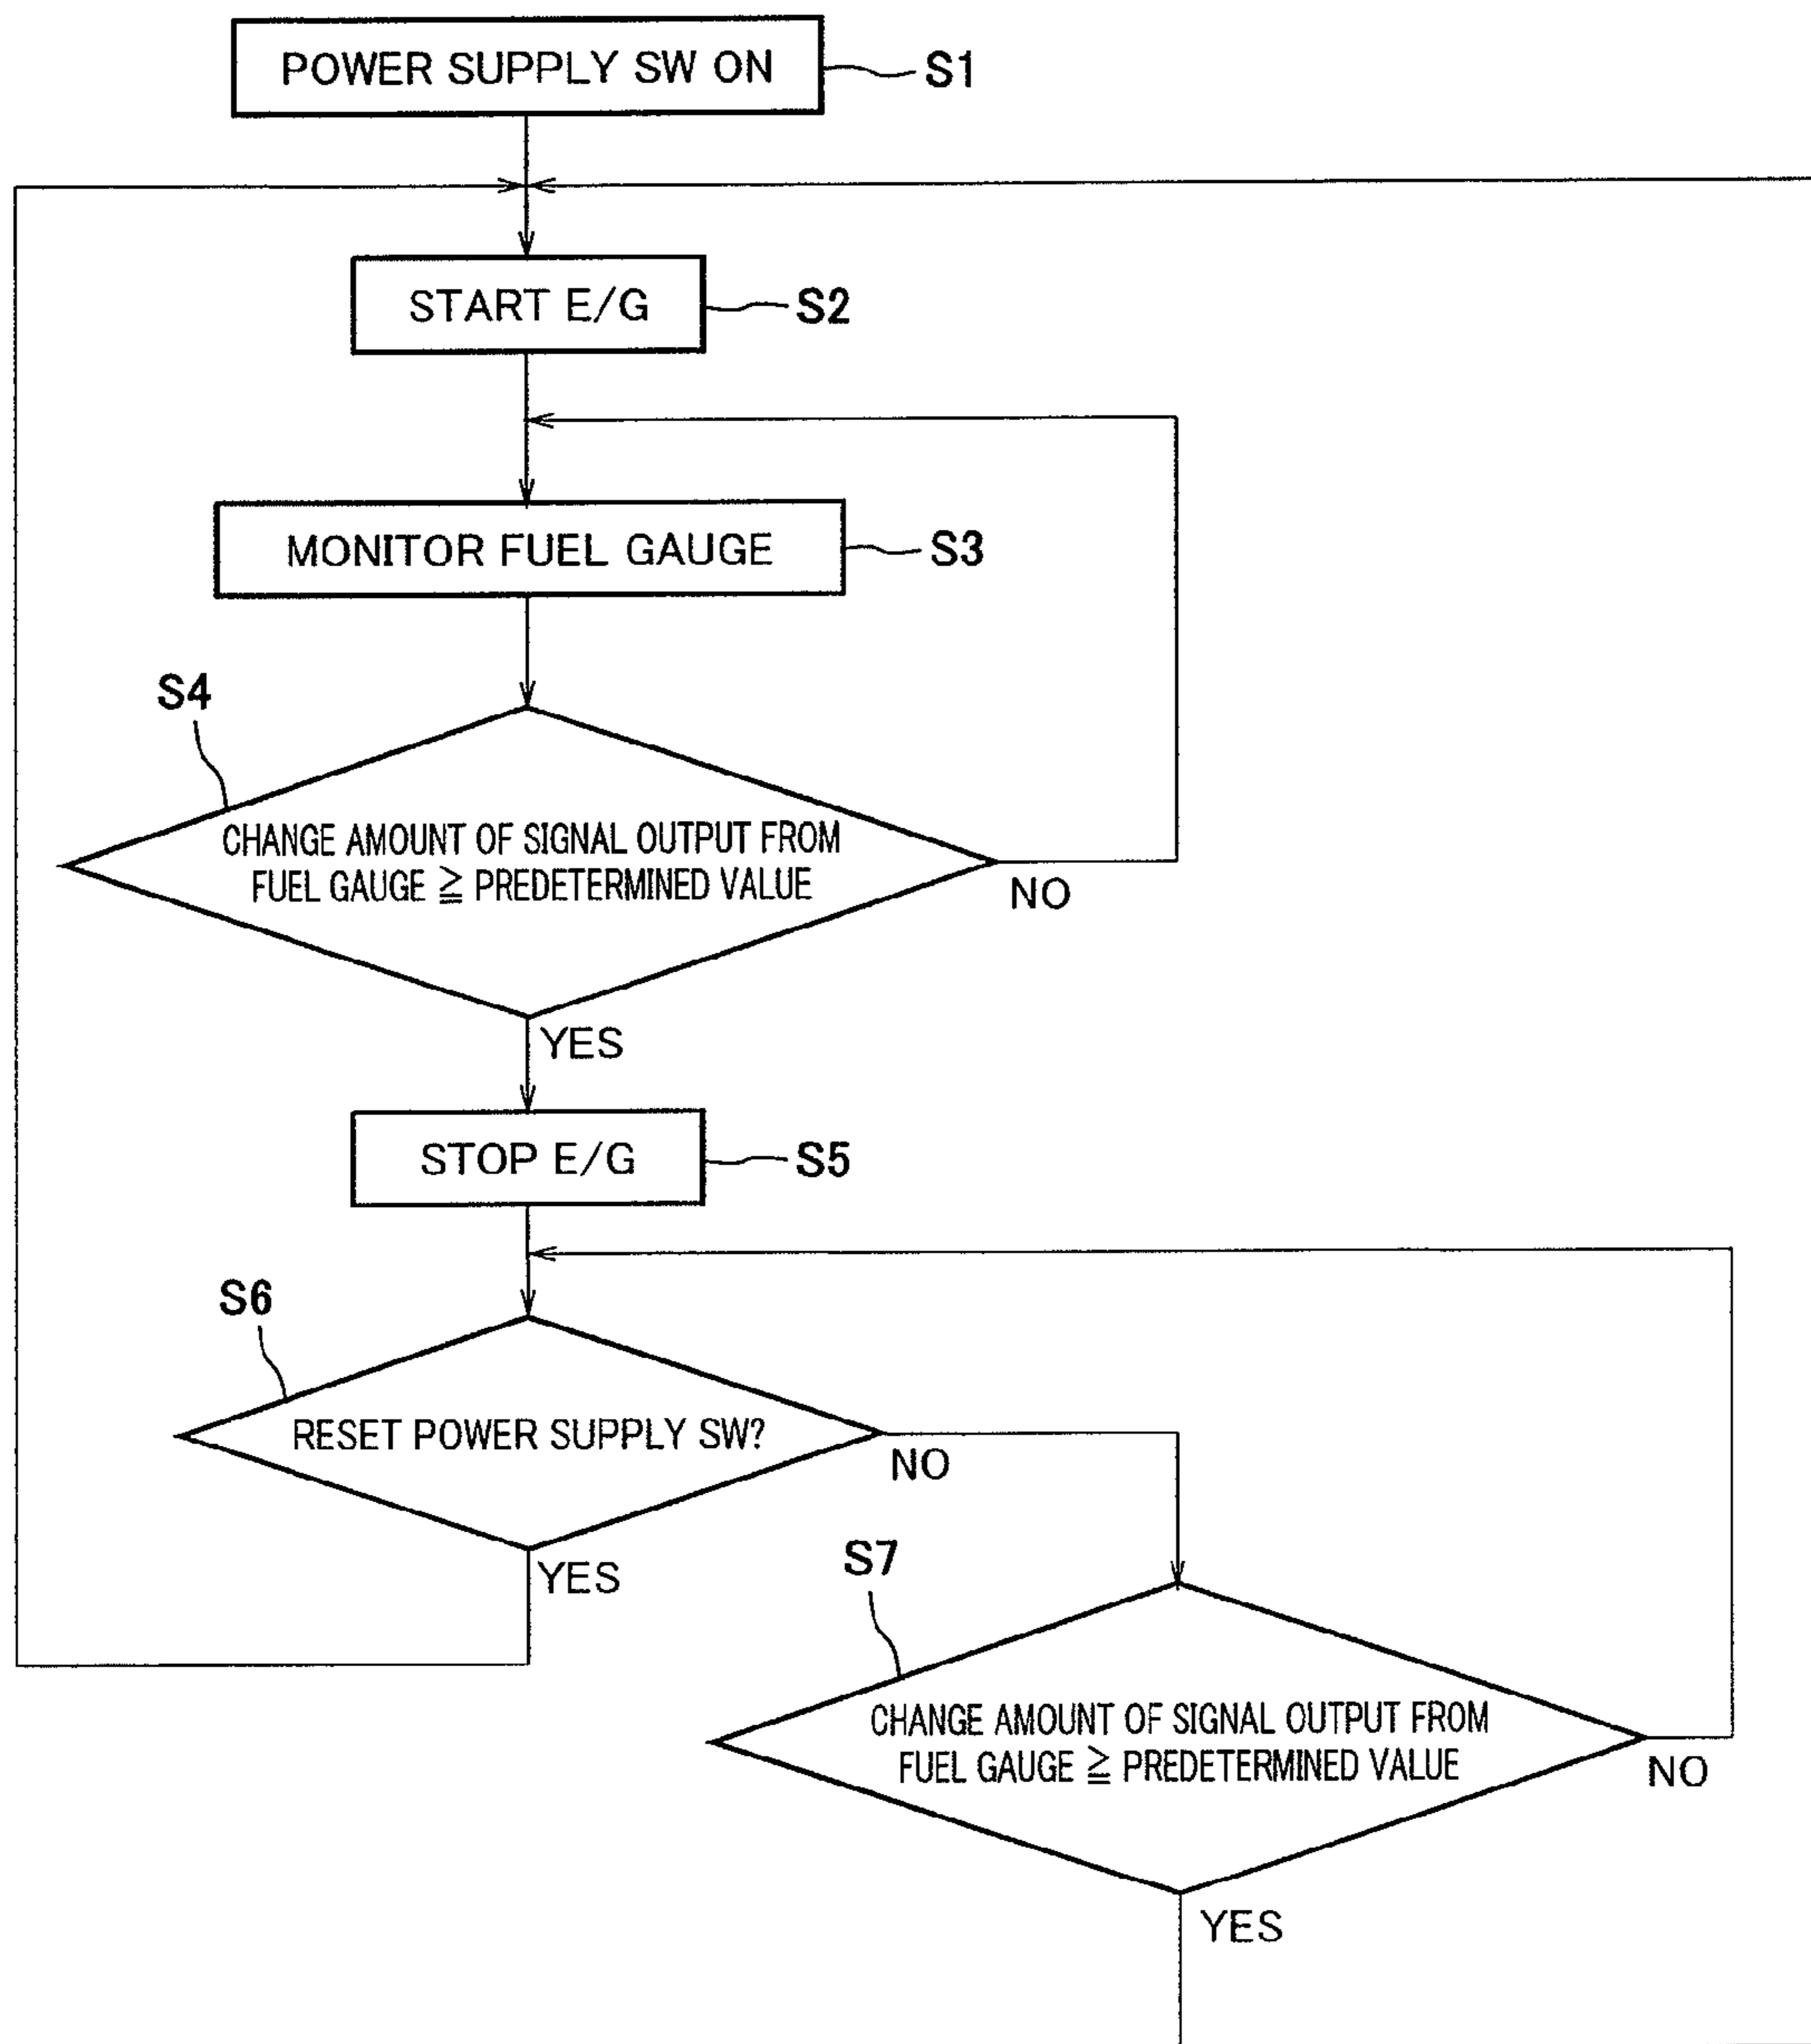 POWER SUPPLY SW ON
S1
START E/G
S2
MONITOR FUEL GAUGE
S3
S4
CHANGE AMOUNT OF SIGNAL OUTPUT FROM
FUEL GAUGE ≧ PREDETERMINED VALUE
NO
YES
STOP E/G
S5
S6
RESET POWER SUPPLY SW?
NO
YES
S7
CHANGE AMOUNT OF SIGNAL OUTPUT FROM
FUEL GAUGE ≧ PREDETERMINED VALUE
NO
YES